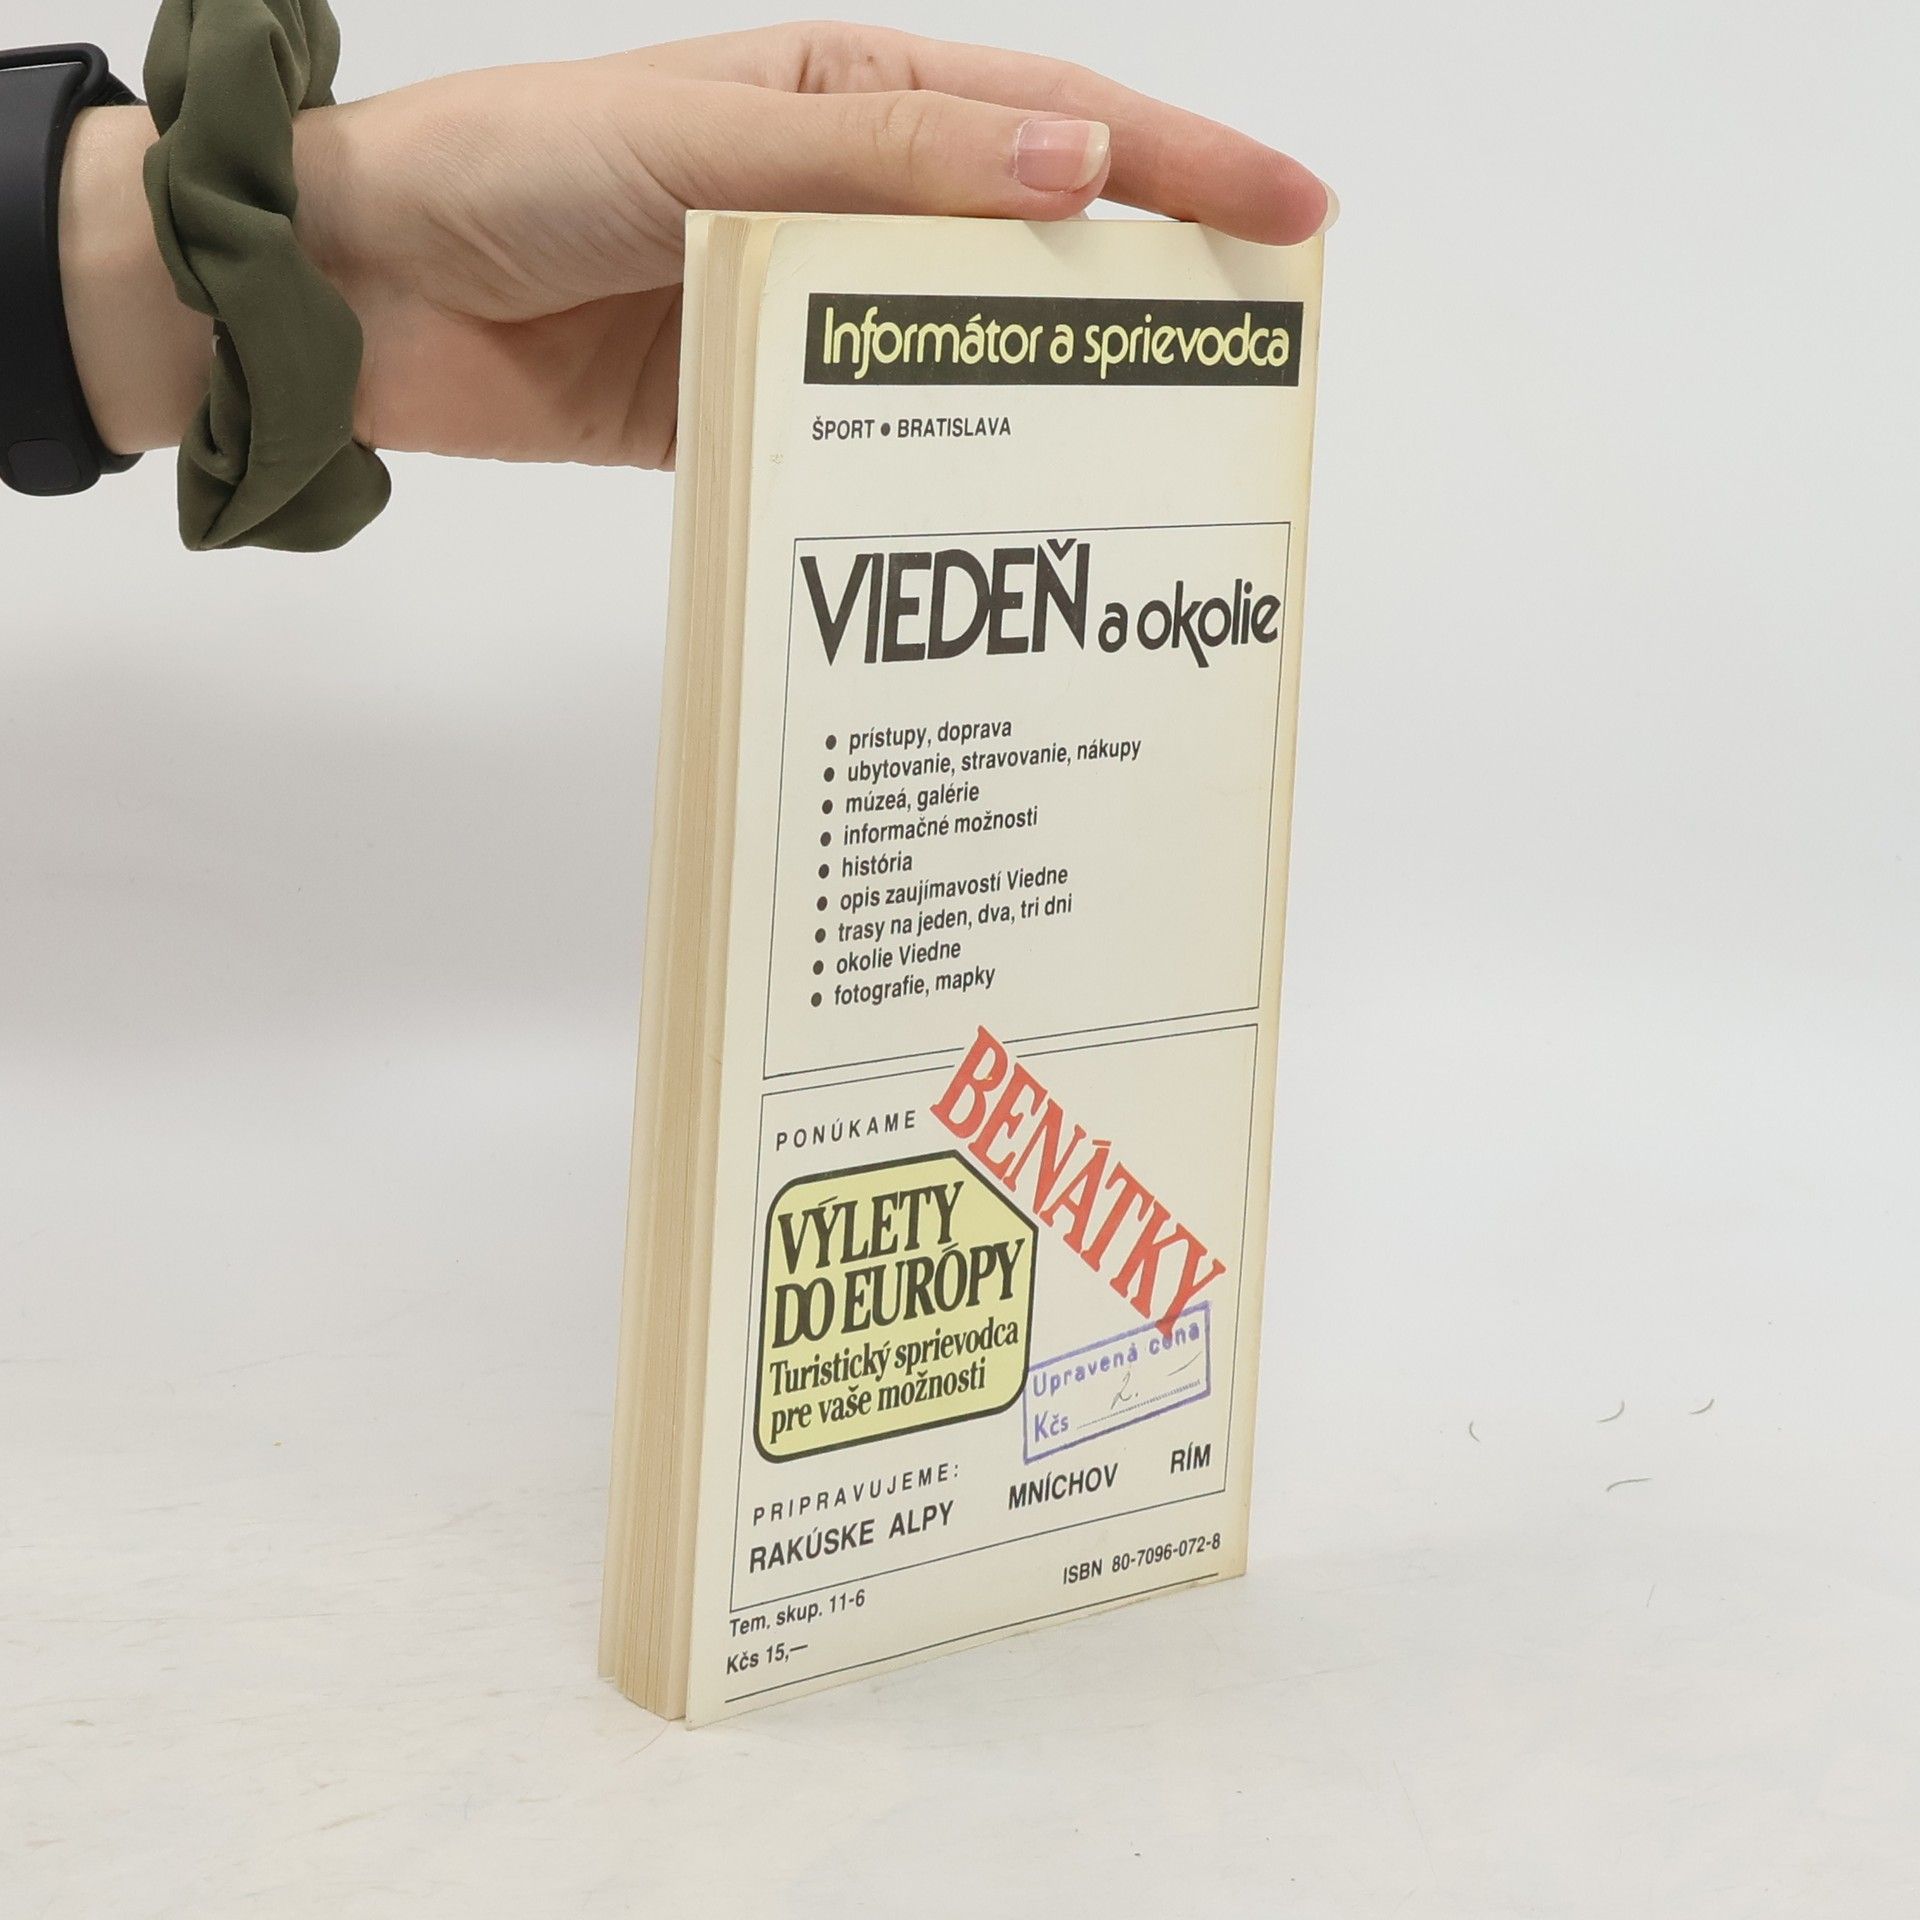 Informátor a sprievodca
ŠPORT ● BRATISLAVA
VIEDEŇ a okolie
● prístupy, doprava
● ubytovanie, stravovanie, nákupy
● múzeá, galérie
● informačné možnosti
● história
● opis zaujímavostí Viedne
● trasy na jeden, dva, tri dni
● okolie Viedne
● fotografie, mapky
PONÚKAME
BENÁTKY
VÝLETY
DO EURÓPY
Turistický sprievodca
pre vaše možnosti
Upravená cena
Kčs 2. —
PRIPRAVUJEME:
RAKÚSKE ALPY MNÍCHOV RÍM
Tem. skup. 11-6 ISBN 80-7096-072-8
Kčs 15,—